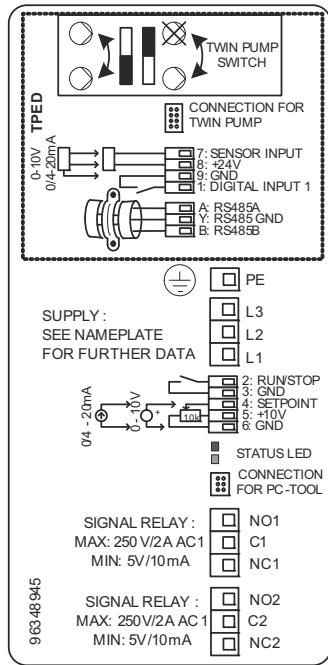 TWIN PUMP
SWITCH
TPED
CONNECTION FOR
TWIN PUMP
0-10V
0/4-20mA
7: SENSOR INPUT
8: +24V
9: GND
1: DIGITAL INPUT 1
A: RS485A
Y: RS485 GND
B: RS485B
PE
SUPPLY :
SEE NAMEPLATE
FOR FURTHER DATA
L3
L2
L1
0/4 - 20mA
0 - 10V
+
10k
2: RUN/STOP
3: GND
4: SETPOINT
5: +10V
6: GND
STATUS LED
CONNECTION
FOR PC-TOOL
SIGNAL RELAY :
MAX: 250 V/2A AC1
MIN: 5V/10mA
NO1
C1
NC1
SIGNAL RELAY :
MAX: 250V/2A AC 1
MIN: 5V/10mA
NO2
C2
NC2
96348945